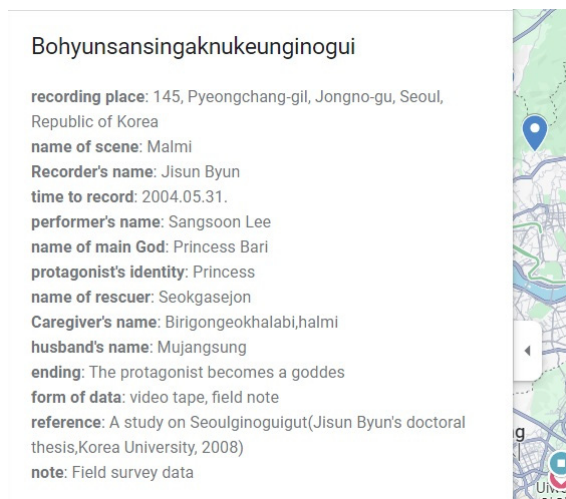 Bohyunsansingaknukeunginogui
recording place: 145, Pyeongchang-gil, Jongno-gu, Seoul,
Republic of Korea
name of scene: Malmi
Recorder's name: Jisun Byun
time to record: 2004.05.31.
performer's name: Sangsoon Lee
name of main God: Princess Bari
protagonist's identity: Princess
name of rescuer: Seokgasejon
Caregiver's name: Birigongeokhalabi,halmi
husband's name: Mujangsung
ending: The protagonist becomes a goddes
form of data: video tape, field note
reference: A study on Seoulginoguigut(Jisun Byun's doctoral
thesis,Korea University, 2008)
note: Field survey data
g